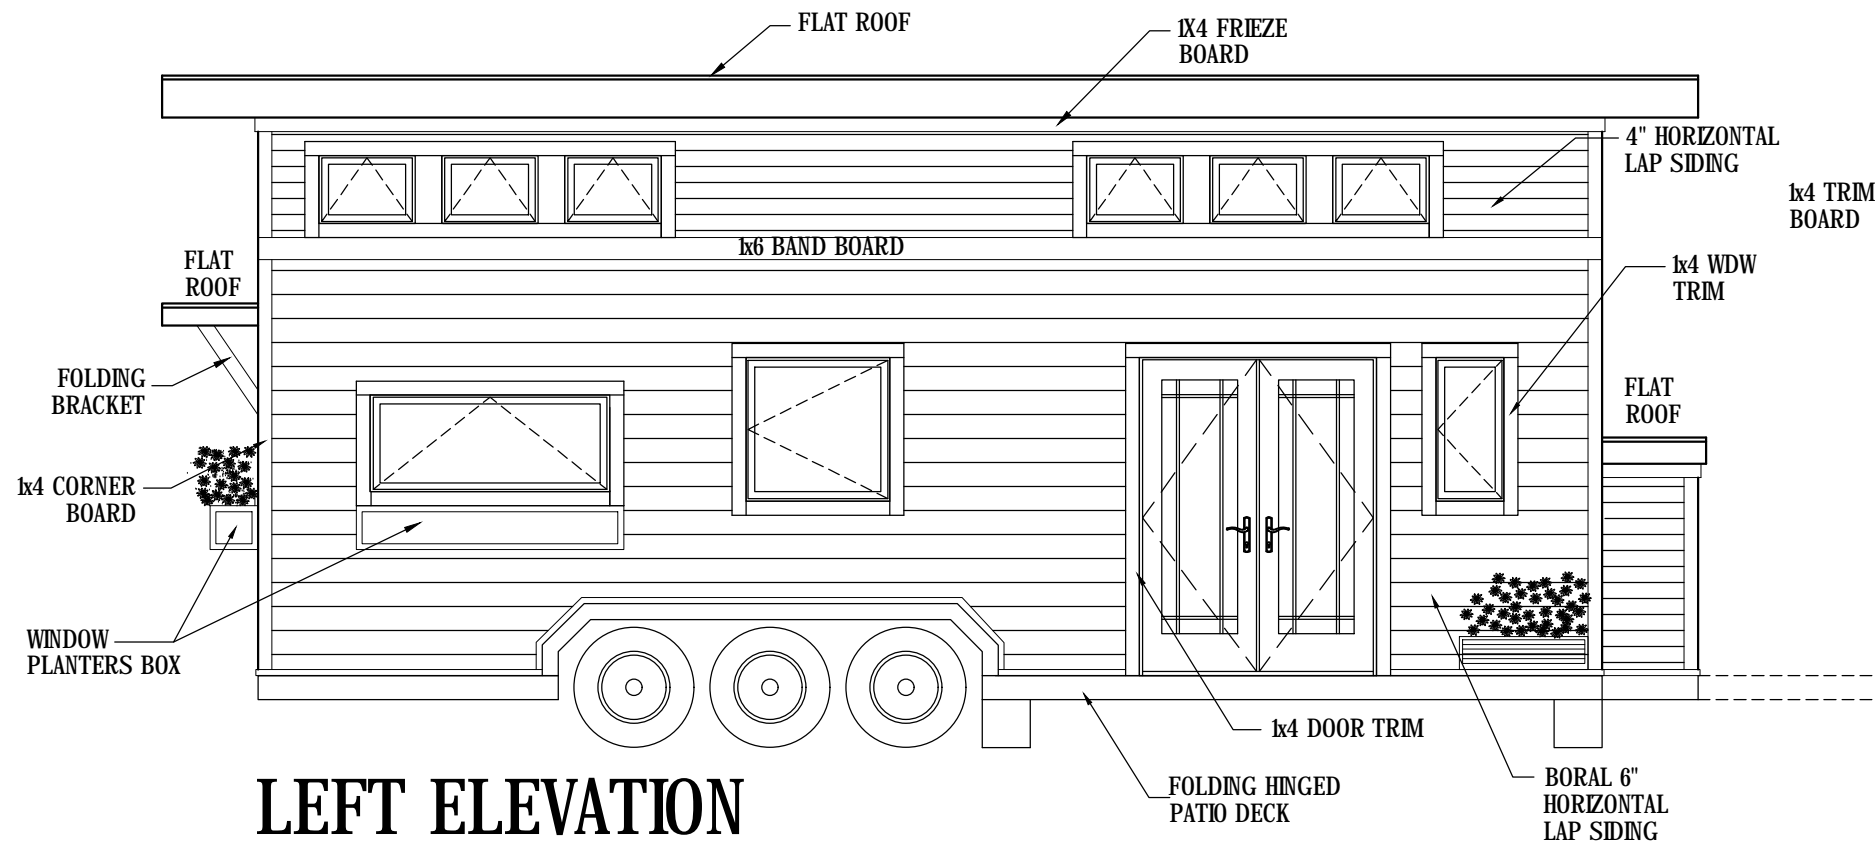 FLAT ROOF
1X4 FRIEZE
BOARD
4" HORIZONTAL
LAP SIDING
1x4 TRIM
BOARD
1x6 BAND BOARD
FLAT
ROOF
1x4 WDW
TRIM
FOLDING
BRACKET
FLAT
ROOF
1x4 CORNER
BOARD
WINDOW
PLANTERS BOX
1x4 DOOR TRIM
FOLDING HINGED
PATIO DECK
BORAL 6"
HORIZONTAL
LAP SIDING
LEFT ELEVATION